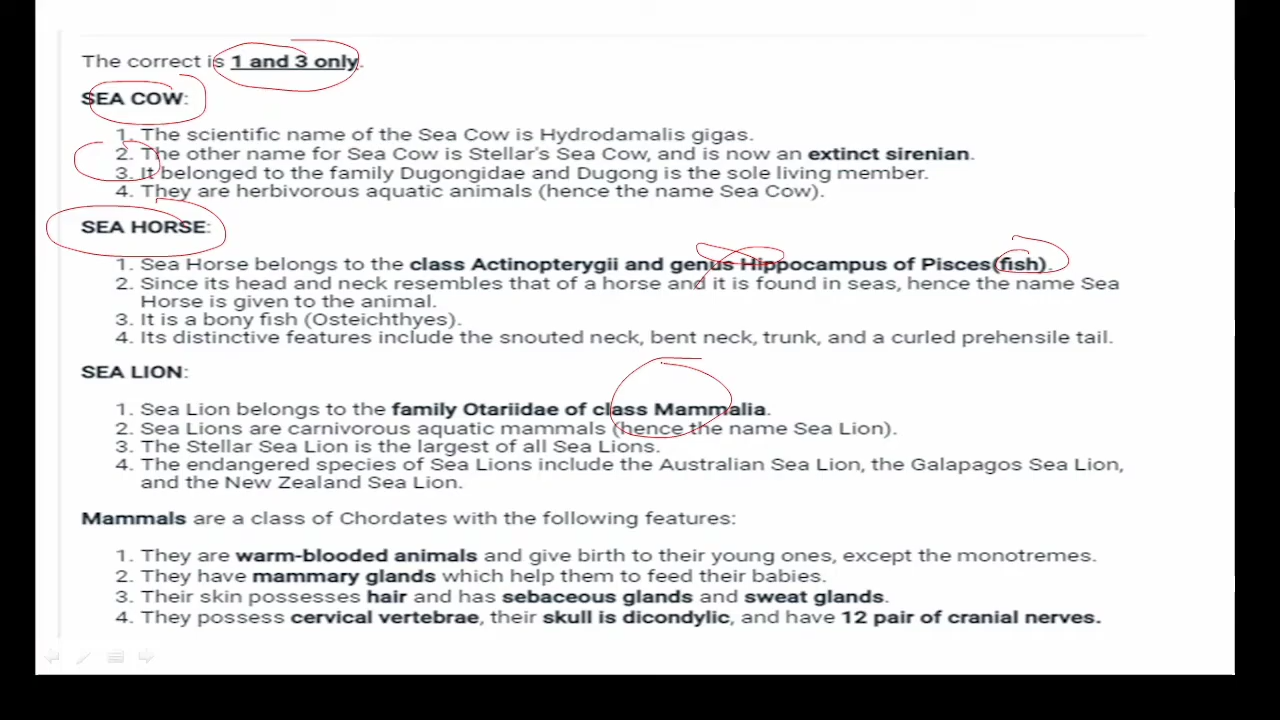 The correct is 1 and 3 only.
SEA COW:
1. The scientific name of the Sea Cow is Hydrodamalis gigas.
2. The other name for Sea Cow is Stellar's Sea Cow, and is now an extinct sirenian.
3. It belonged to the family Dugongidae and Dugong is the sole living member.
4. They are herbivorous aquatic animals (hence the name Sea Cow).
SEA HORSE:
1. Sea Horse belongs to the class Actinopterygii and genus Hippocampus of Pisces(fish).
2. Since its head and neck resembles that of a horse and it is found in seas, hence the name Sea
Horse is given to the animal.
3. It is a bony fish (Osteichthyes).
4. Its distinctive features include the snouted neck, bent neck, trunk, and a curled prehensile tail.
SEA LION:
1. Sea Lion belongs to the family Otariidae of class Mammalia.
2. Sea Lions are carnivorous aquatic mammals (hence the name Sea Lion).
3. The Stellar Sea Lion is the largest of all Sea Lions.
4. The endangered species of Sea Lions include the Australian Sea Lion, the Galapagos Sea Lion,
and the New Zealand Sea Lion.
Mammals are a class of Chordates with the following features:
1. They are warm-blooded animals and give birth to their young ones, except the monotremes.
2. They have mammary glands which help them to feed their babies.
3. Their skin possesses hair and has sebaceous glands and sweat glands.
4. They possess cervical vertebrae, their skull is dicondylic, and have 12 pair of cranial nerves.